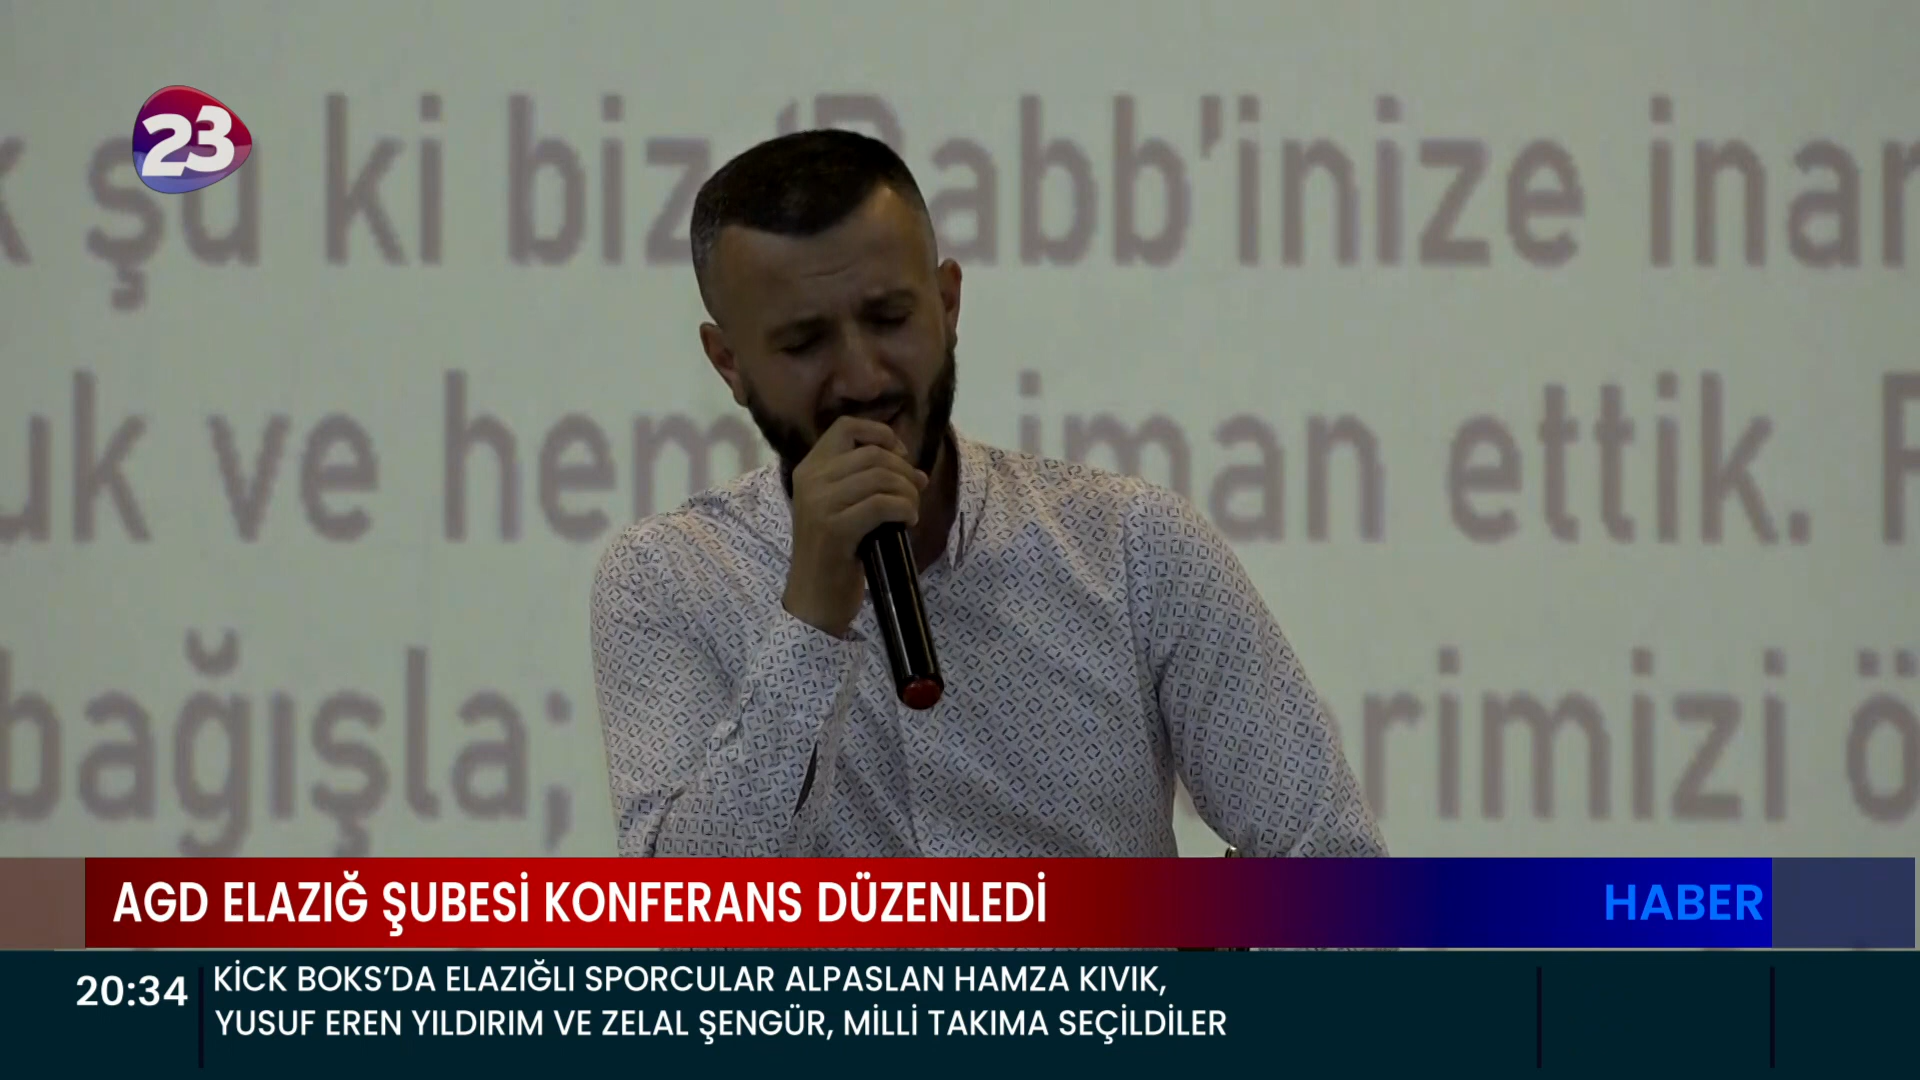 23
şu ki biz 'Rabb'inize
uk ve hem iman ettik.
bağışla; rimizi
AGD ELAZIĞ ŞUBESİ KONFERANS DÜZENLEDİ
HABER
20:34
KİCK BOKS’DA ELAZIĞLI SPORCULAR ALPASLAN HAMZA KIVIK,
YUSUF EREN YILDIRIM VE ZELAL ŞENGÜR, MİLLİ TAKIMA SEÇİLDİLER